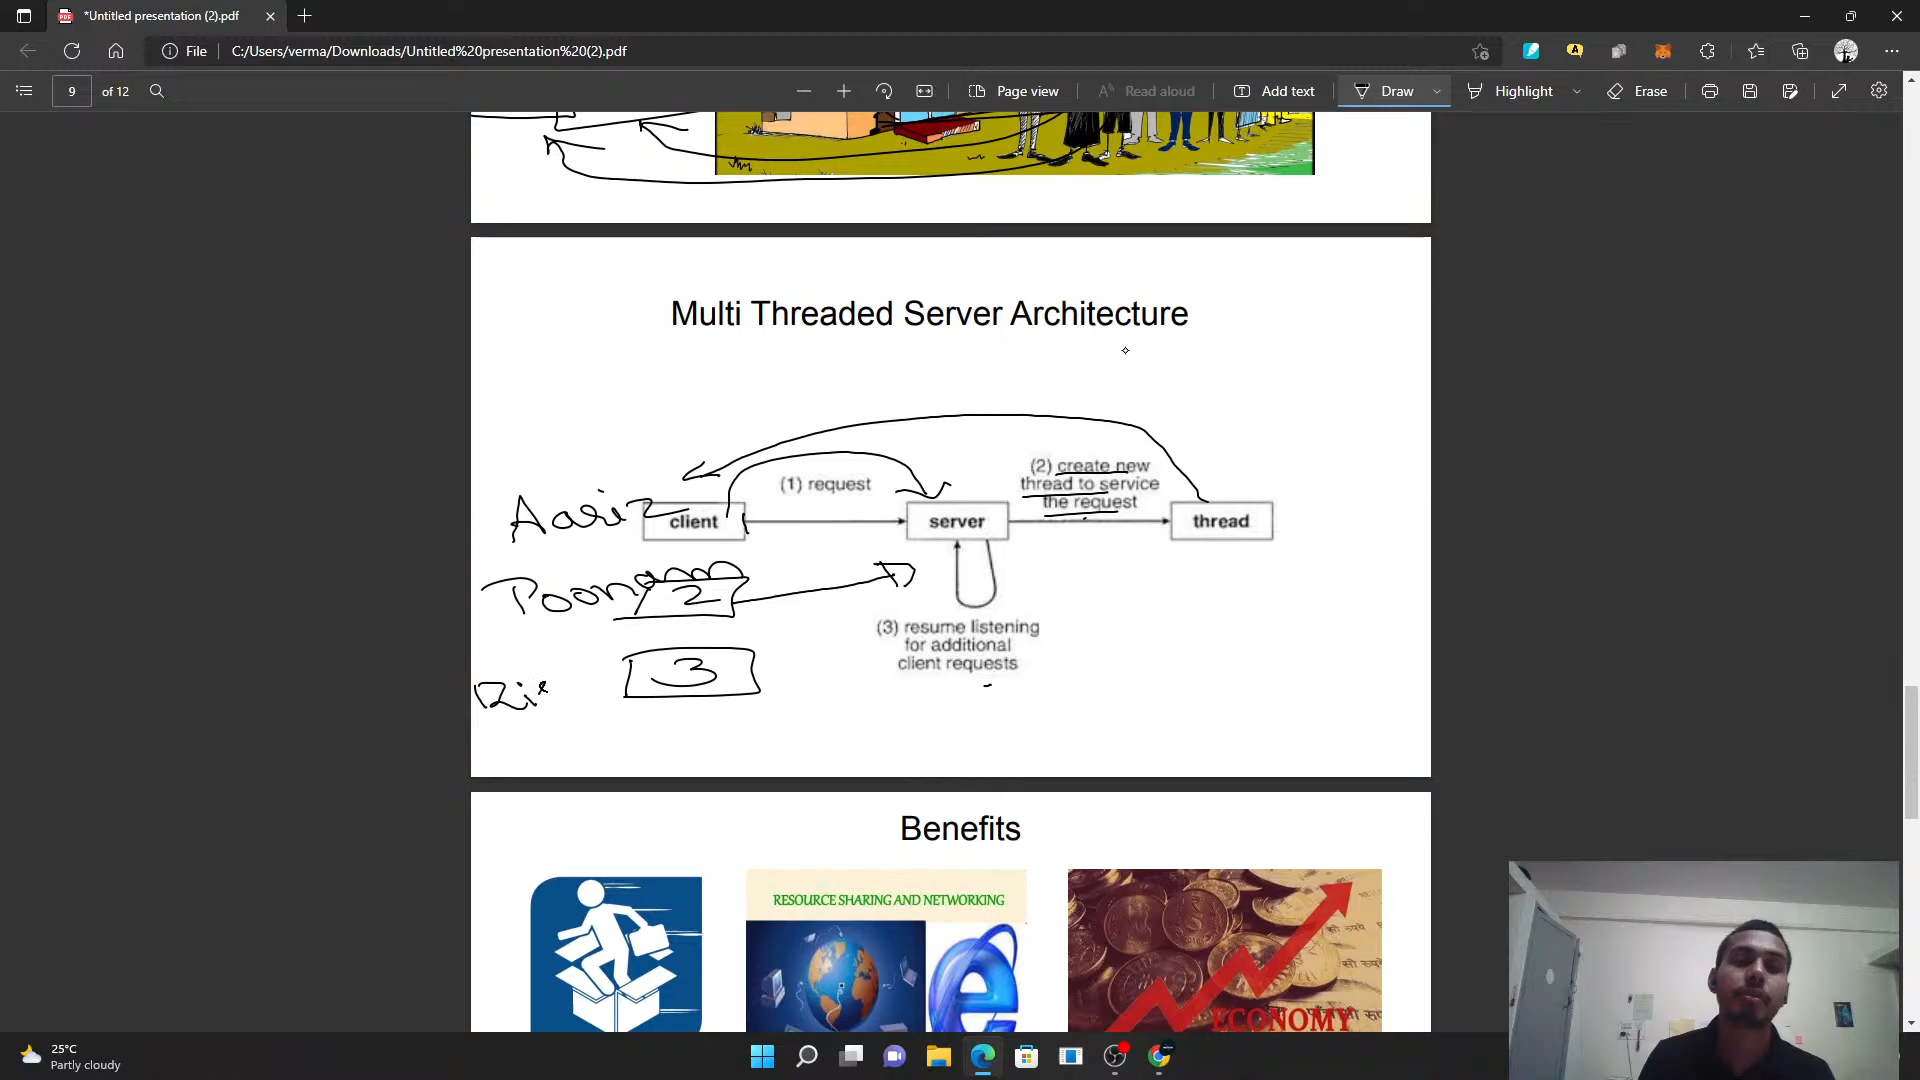 *Untitled presentation (2).pdf
File
C:/Users/verma/Downloads/Untitled%20presentation%20(2).pdf
9
of 12
Page view
Read aloud
Add text
Draw
Highlight
Erase
Multi Threaded Server Architecture
(1) request
(2) create new
thread to service
the request
Aariz
client
server
thread
Poonam
2
(3) resume listening
for additional
client requests
3
Ri
Benefits
RESOURCE SHARING AND NETWORKING
ECONOMY
25°C
Partly cloudy